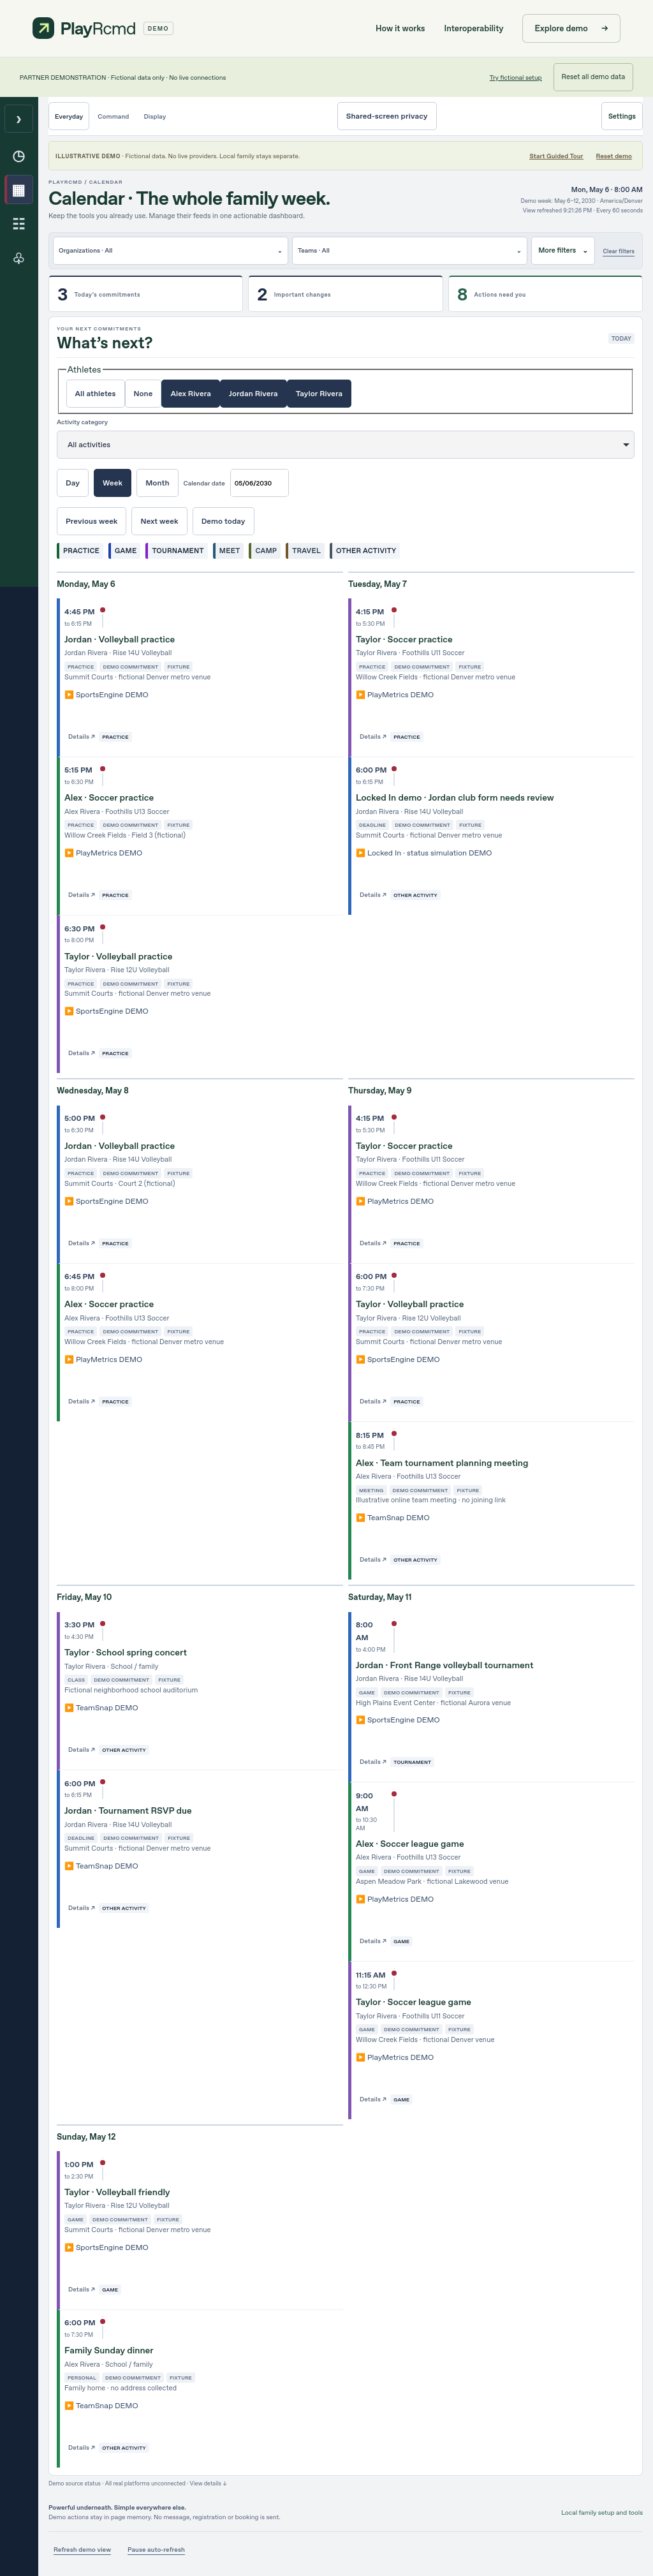 PlayRcmd DEMO How it works Interoperability Explore demo →
PARTNER DEMONSTRATION · Fictional data only · No live connections Try fictional setup Reset all demo data
Everyday Command Display Shared-screen privacy Settings
ILLUSTRATIVE DEMO · Fictional data. No live providers. Local family stays separate. Start Guided Tour Reset demo
PLAYRCMD / CALENDAR
Calendar · The whole family week.
Keep the tools you already use. Manage their feeds in one actionable dashboard.
Mon, May 6 · 8:00 AM
Demo week: May 6–12, 2030 · America/Denver
View refreshed 9:21:26 PM · Every 60 seconds
Organizations · All Teams · All More filters Clear filters
3 Today's commitments 2 Important changes 8 Actions need you
YOUR NEXT COMMITMENTS
What's next? TODAY
Athletes
All athletes None Alex Rivera Jordan Rivera Taylor Rivera
Activity category
All activities
Day Week Month Calendar date 05/06/2030
Previous week Next week Demo today
PRACTICE GAME TOURNAMENT MEET CAMP TRAVEL OTHER ACTIVITY
Monday, May 6
4:45 PM
to 6:15 PM
Jordan · Volleyball practice
Jordan Rivera · Rise 14U Volleyball
PRACTICE DEMO COMMITMENT FIXTURE
Summit Courts · fictional Denver metro venue
▶️ SportsEngine DEMO
Details ↗ PRACTICE
5:15 PM
to 6:30 PM
Alex · Soccer practice
Alex Rivera · Foothills U13 Soccer
PRACTICE DEMO COMMITMENT FIXTURE
Willow Creek Fields · Field 3 (fictional)
▶️ PlayMetrics DEMO
Details ↗ PRACTICE
6:30 PM
to 8:00 PM
Taylor · Volleyball practice
Taylor Rivera · Rise 12U Volleyball
PRACTICE DEMO COMMITMENT FIXTURE
Summit Courts · fictional Denver metro venue
▶️ SportsEngine DEMO
Details ↗ PRACTICE
Tuesday, May 7
4:15 PM
to 5:30 PM
Taylor · Soccer practice
Taylor Rivera · Foothills U11 Soccer
PRACTICE DEMO COMMITMENT FIXTURE
Willow Creek Fields · fictional Denver metro venue
▶️ PlayMetrics DEMO
Details ↗ PRACTICE
6:00 PM
to 6:15 PM
Locked In demo · Jordan club form needs review
Jordan Rivera · Rise 14U Volleyball
DEADLINE DEMO COMMITMENT FIXTURE
Summit Courts · fictional Denver metro venue
▶️ Locked In · status simulation DEMO
Details ↗ OTHER ACTIVITY
Wednesday, May 8
5:00 PM
to 6:30 PM
Jordan · Volleyball practice
Jordan Rivera · Rise 14U Volleyball
PRACTICE DEMO COMMITMENT FIXTURE
Summit Courts · Court 2 (fictional)
▶️ SportsEngine DEMO
Details ↗ PRACTICE
6:45 PM
to 8:00 PM
Alex · Soccer practice
Alex Rivera · Foothills U13 Soccer
PRACTICE DEMO COMMITMENT FIXTURE
Willow Creek Fields · fictional Denver metro venue
▶️ PlayMetrics DEMO
Details ↗ PRACTICE
Thursday, May 9
4:15 PM
to 5:30 PM
Taylor · Soccer practice
Taylor Rivera · Foothills U11 Soccer
PRACTICE DEMO COMMITMENT FIXTURE
Willow Creek Fields · fictional Denver metro venue
▶️ PlayMetrics DEMO
Details ↗ PRACTICE
6:00 PM
to 7:30 PM
Taylor · Volleyball practice
Taylor Rivera · Rise 12U Volleyball
PRACTICE DEMO COMMITMENT FIXTURE
Summit Courts · fictional Denver metro venue
▶️ SportsEngine DEMO
Details ↗ PRACTICE
8:15 PM
to 8:45 PM
Alex · Team tournament planning meeting
Alex Rivera · Foothills U13 Soccer
MEETING DEMO COMMITMENT FIXTURE
Illustrative online team meeting · no joining link
▶️ TeamSnap DEMO
Details ↗ OTHER ACTIVITY
Friday, May 10
3:30 PM
to 4:30 PM
Taylor · School spring concert
Taylor Rivera · School / family
CLASS DEMO COMMITMENT FIXTURE
Fictional neighborhood school auditorium
▶️ TeamSnap DEMO
Details ↗ OTHER ACTIVITY
6:00 PM
to 6:15 PM
Jordan · Tournament RSVP due
Jordan Rivera · Rise 14U Volleyball
DEADLINE DEMO COMMITMENT FIXTURE
Summit Courts · fictional Denver metro venue
▶️ TeamSnap DEMO
Details ↗ OTHER ACTIVITY
Saturday, May 11
8:00
AM
to 4:00 PM
Jordan · Front Range volleyball tournament
Jordan Rivera · Rise 14U Volleyball
GAME DEMO COMMITMENT FIXTURE
High Plains Event Center · fictional Aurora venue
▶️ SportsEngine DEMO
Details ↗ TOURNAMENT
9:00
AM
to 10:30
AM
Alex · Soccer league game
Alex Rivera · Foothills U13 Soccer
GAME DEMO COMMITMENT FIXTURE
Aspen Meadow Park · fictional Lakewood venue
▶️ PlayMetrics DEMO
Details ↗ GAME
11:15 AM
to 12:30 PM
Taylor · Soccer league game
Taylor Rivera · Foothills U11 Soccer
GAME DEMO COMMITMENT FIXTURE
Willow Creek Fields · fictional Denver venue
▶️ PlayMetrics DEMO
Details ↗ GAME
Sunday, May 12
1:00 PM
to 2:30 PM
Taylor · Volleyball friendly
Taylor Rivera · Rise 12U Volleyball
GAME DEMO COMMITMENT FIXTURE
Summit Courts · fictional Denver metro venue
▶️ SportsEngine DEMO
Details ↗ GAME
6:00 PM
to 7:30 PM
Family Sunday dinner
Alex Rivera · School / family
PERSONAL DEMO COMMITMENT FIXTURE
Family home · no address collected
▶️ TeamSnap DEMO
Details ↗ OTHER ACTIVITY
Demo source status · All real platforms unconnected · View details ↓
Powerful underneath. Simple everywhere else.
Demo actions stay in page memory. No message, registration or booking is sent.
Local family setup and tools
Refresh demo view Pause auto-refresh